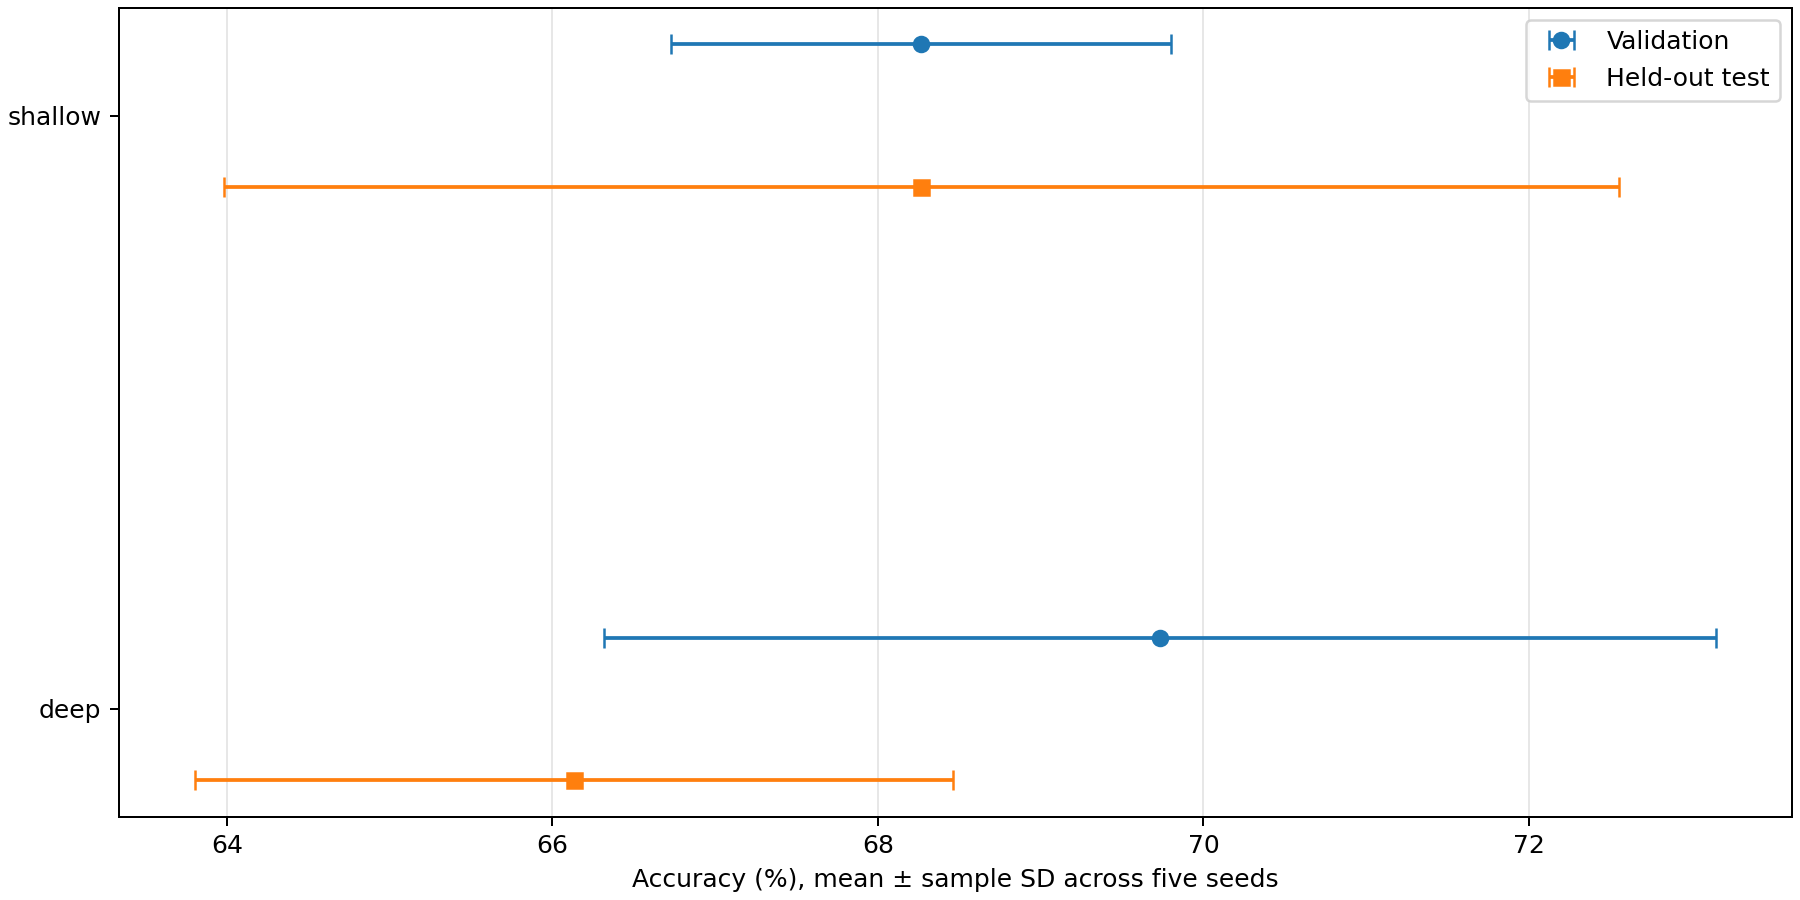 Validation
Held-out test
shallow
deep
64 66 68 70 72
Accuracy (%), mean ± sample SD across five seeds